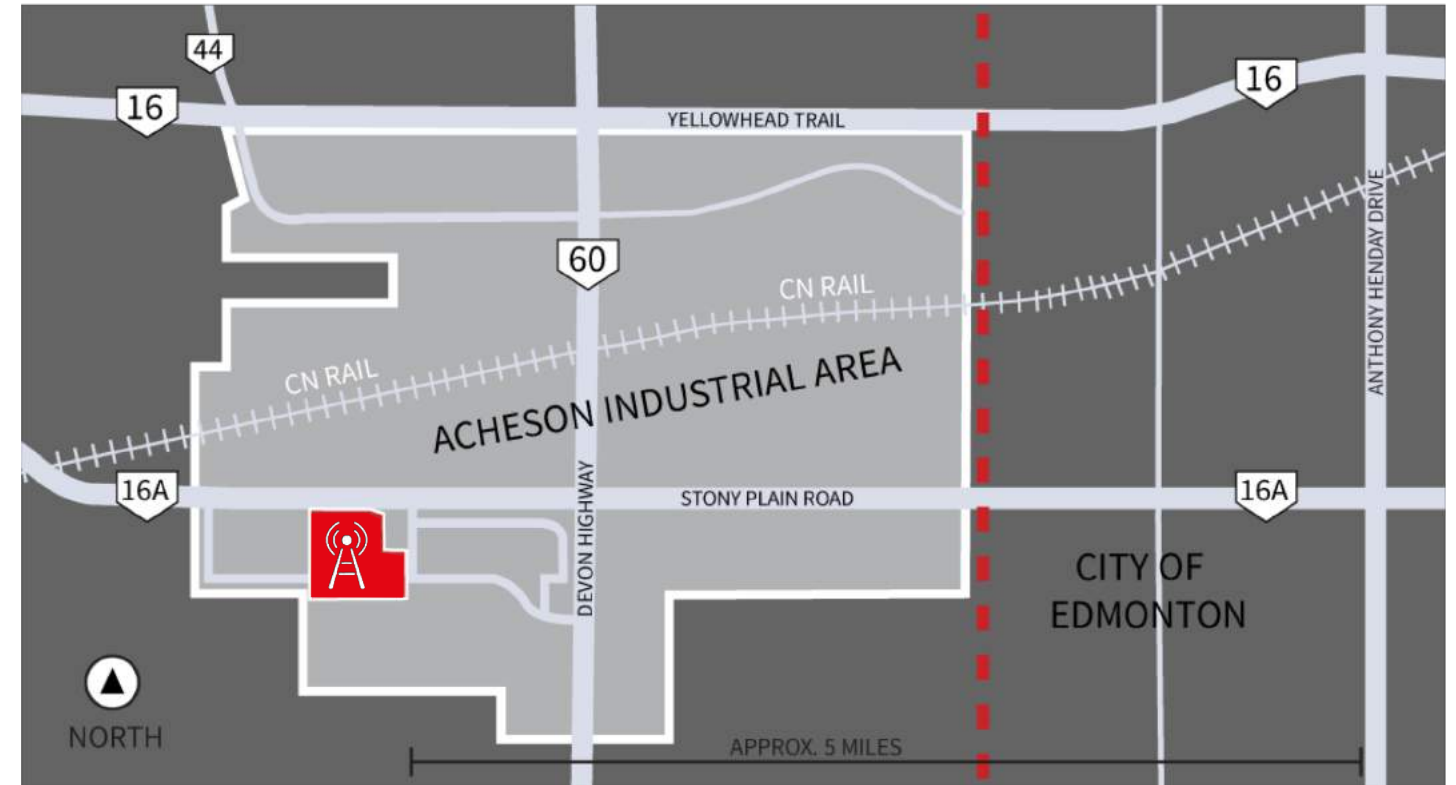 44
16
16
YELLOWHEAD TRAIL
ANTHONY HENDAY DRIVE
60
CN RAIL
CN RAIL
ACHESON INDUSTRIAL AREA
16A
STONY PLAIN ROAD
16A
DEVON HIGHWAY
CITY OF
EDMONTON
NORTH
APPROX. 5 MILES